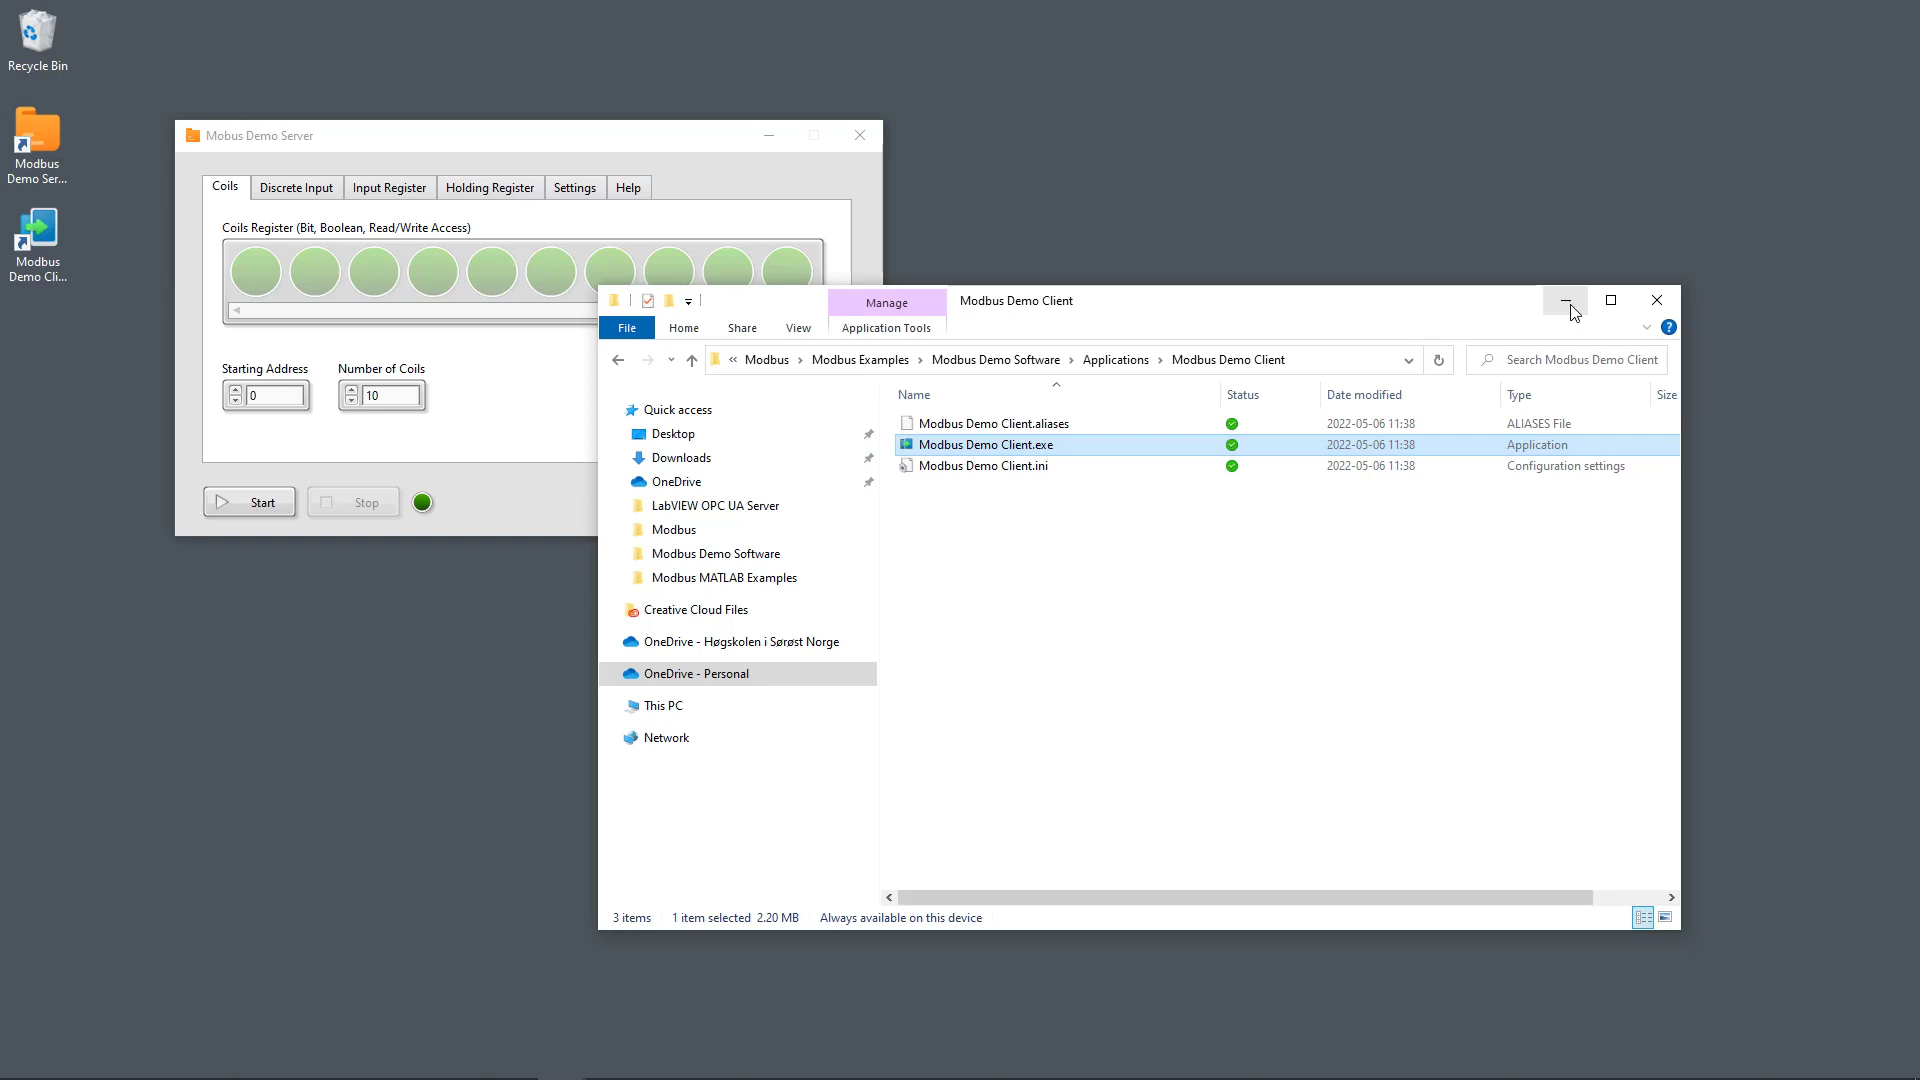 Recycle Bin
Modbus
Demo Ser...
Modbus
Demo Cli...
Mobus Demo Server
Coils
Discrete Input
Input Register
Holding Register
Settings
Help
Coils Register (Bit, Boolean, Read/Write Access)
Starting Address
Number of Coils
0
10
Start
Stop
Manage
Modbus Demo Client
File
Home
Share
View
Application Tools
« Modbus › Modbus Examples › Modbus Demo Software › Applications › Modbus Demo Client
Search Modbus Demo Client
Quick access
Desktop
Downloads
OneDrive
LabVIEW OPC UA Server
Modbus
Modbus Demo Software
Modbus MATLAB Examples
Creative Cloud Files
OneDrive - Høgskolen i Sørøst Norge
OneDrive - Personal
This PC
Network
Name Status Date modified Type Size
Modbus Demo Client.aliases 2022-05-06 11:38 ALIASES File
Modbus Demo Client.exe 2022-05-06 11:38 Application
Modbus Demo Client.ini 2022-05-06 11:38 Configuration settings
3 items 1 item selected 2.20 MB Always available on this device